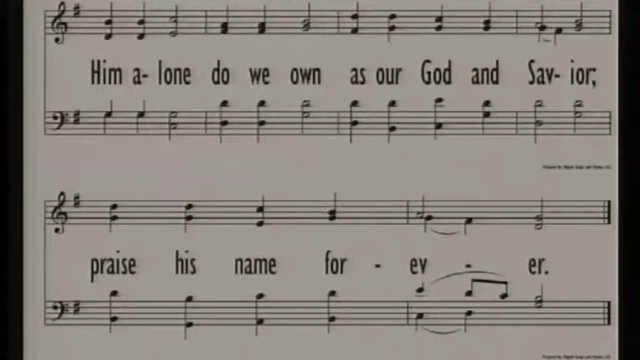 Him a- lone do we own as our God and Sav- ior;
praise his name for - ev - er.